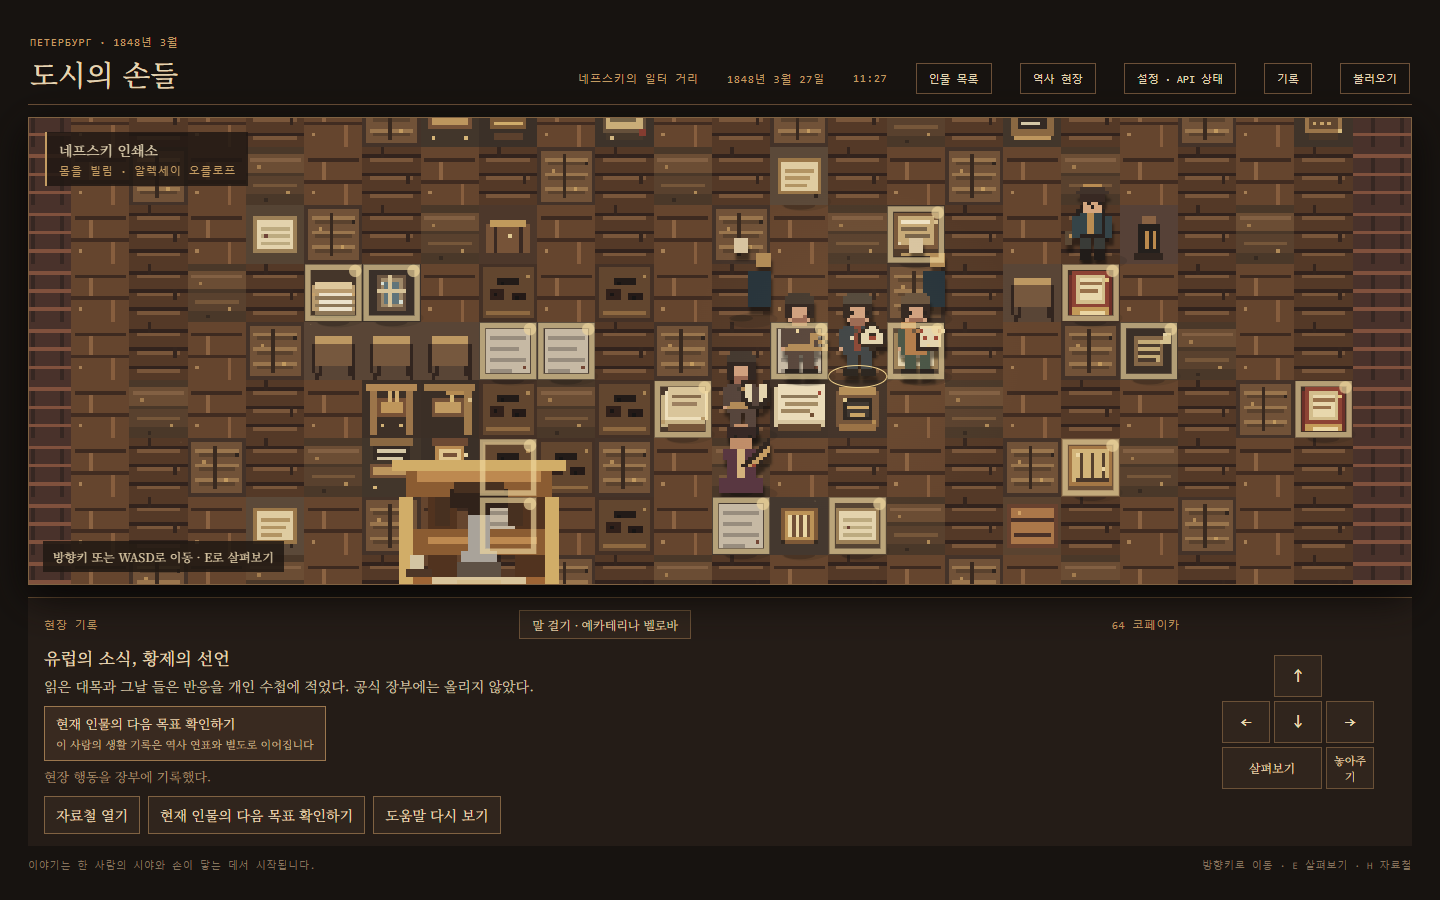 ПЕТЕРБУРГ · 1848년 3월
도시의 손들
네프스키의 일터 거리
1848년 3월 27일
11:27
인물 목록
역사 현장
설정 · API 상태
기록
불러오기
네프스키 인쇄소
몸을 빌림 · 알렉세이 오를로프
방향키 또는 WASD로 이동 · E로 살펴보기
현장 기록
말 걸기 · 예카테리나 벨로바
64 코페이카
유럽의 소식, 황제의 선언
읽은 대목과 그날 들은 반응을 개인 수첩에 적었다. 공식 장부에는 올리지 않았다.
현재 인물의 다음 목표 확인하기
이 사람의 생활 기록은 역사 연표와 별도로 이어집니다
현장 행동을 장부에 기록했다.
자료철 열기
현재 인물의 다음 목표 확인하기
도움말 다시 보기
↑
←
↓
→
살펴보기
놓아주
기
이야기는 한 사람의 시야와 손이 닿는 데서 시작됩니다.
방향키로 이동 · E 살펴보기 · H 자료철